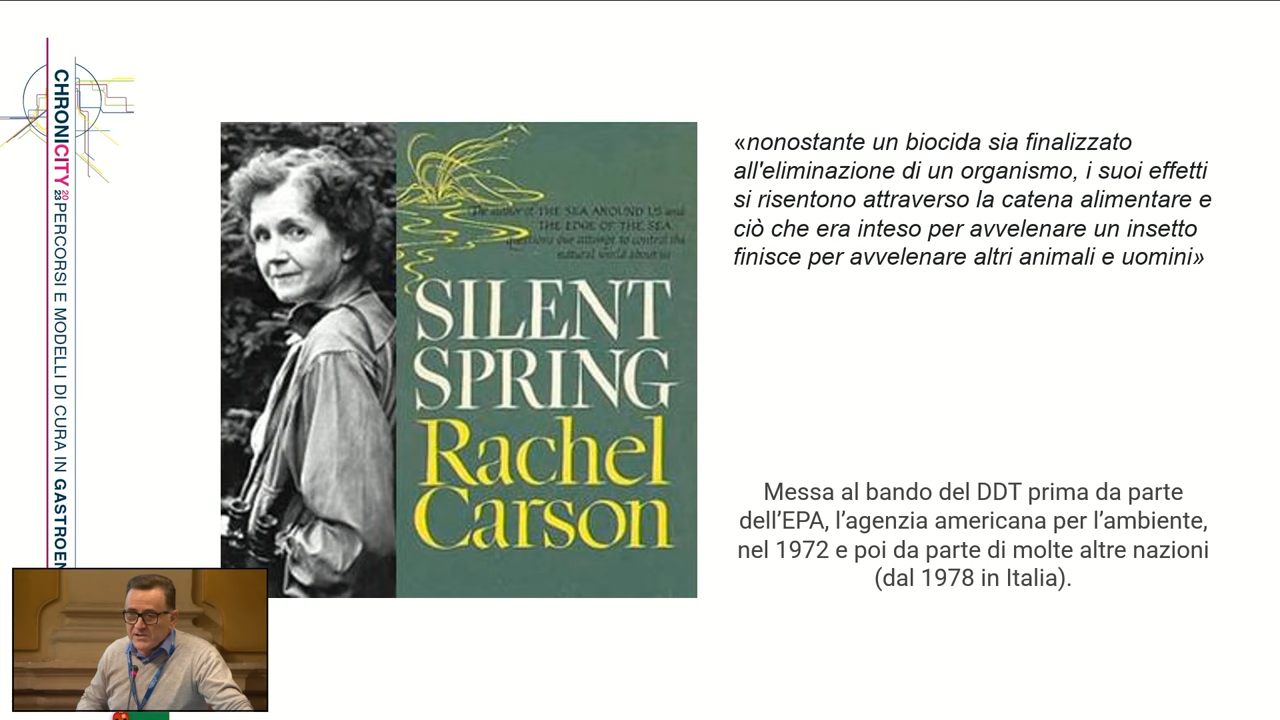 CHRONICITY 2023 PERCORSI E MODELLI DI CURA IN GASTROEN
The author of THE SEA AROUND US and
THE EDGE OF THE SEA
questions our attempt to control the
natural world about us
SILENT
SPRING
Rachel
Carson
«nonostante un biocida sia finalizzato
all'eliminazione di un organismo, i suoi effetti
si risentono attraverso la catena alimentare e
ciò che era inteso per avvelenare un insetto
finisce per avvelenare altri animali e uomini»
Messa al bando del DDT prima da parte
dell’EPA, l’agenzia americana per l’ambiente,
nel 1972 e poi da parte di molte altre nazioni
(dal 1978 in Italia).